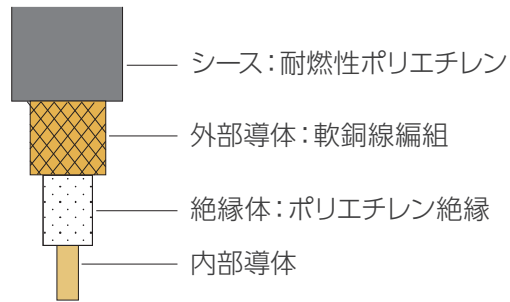 シース：耐燃性ポリエチレン
外部導体：軟銅線編組
絶縁体：ポリエチレン絶縁
内部導体